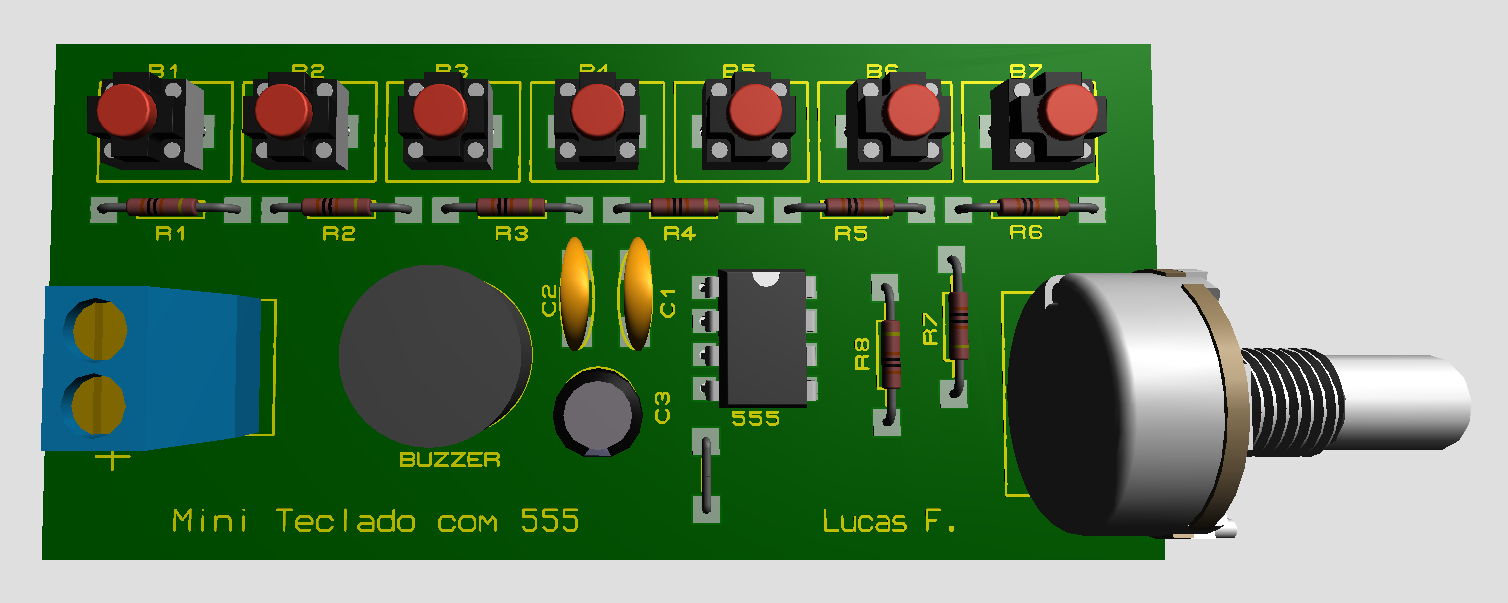 B1 B2 B3 B4 B5 B6 B7
R1 R2 R3 R4 R5 R6
C2 C1 R8 R7
C3
555
BUZZER
+
Mini Teclado com 555 Lucas F.